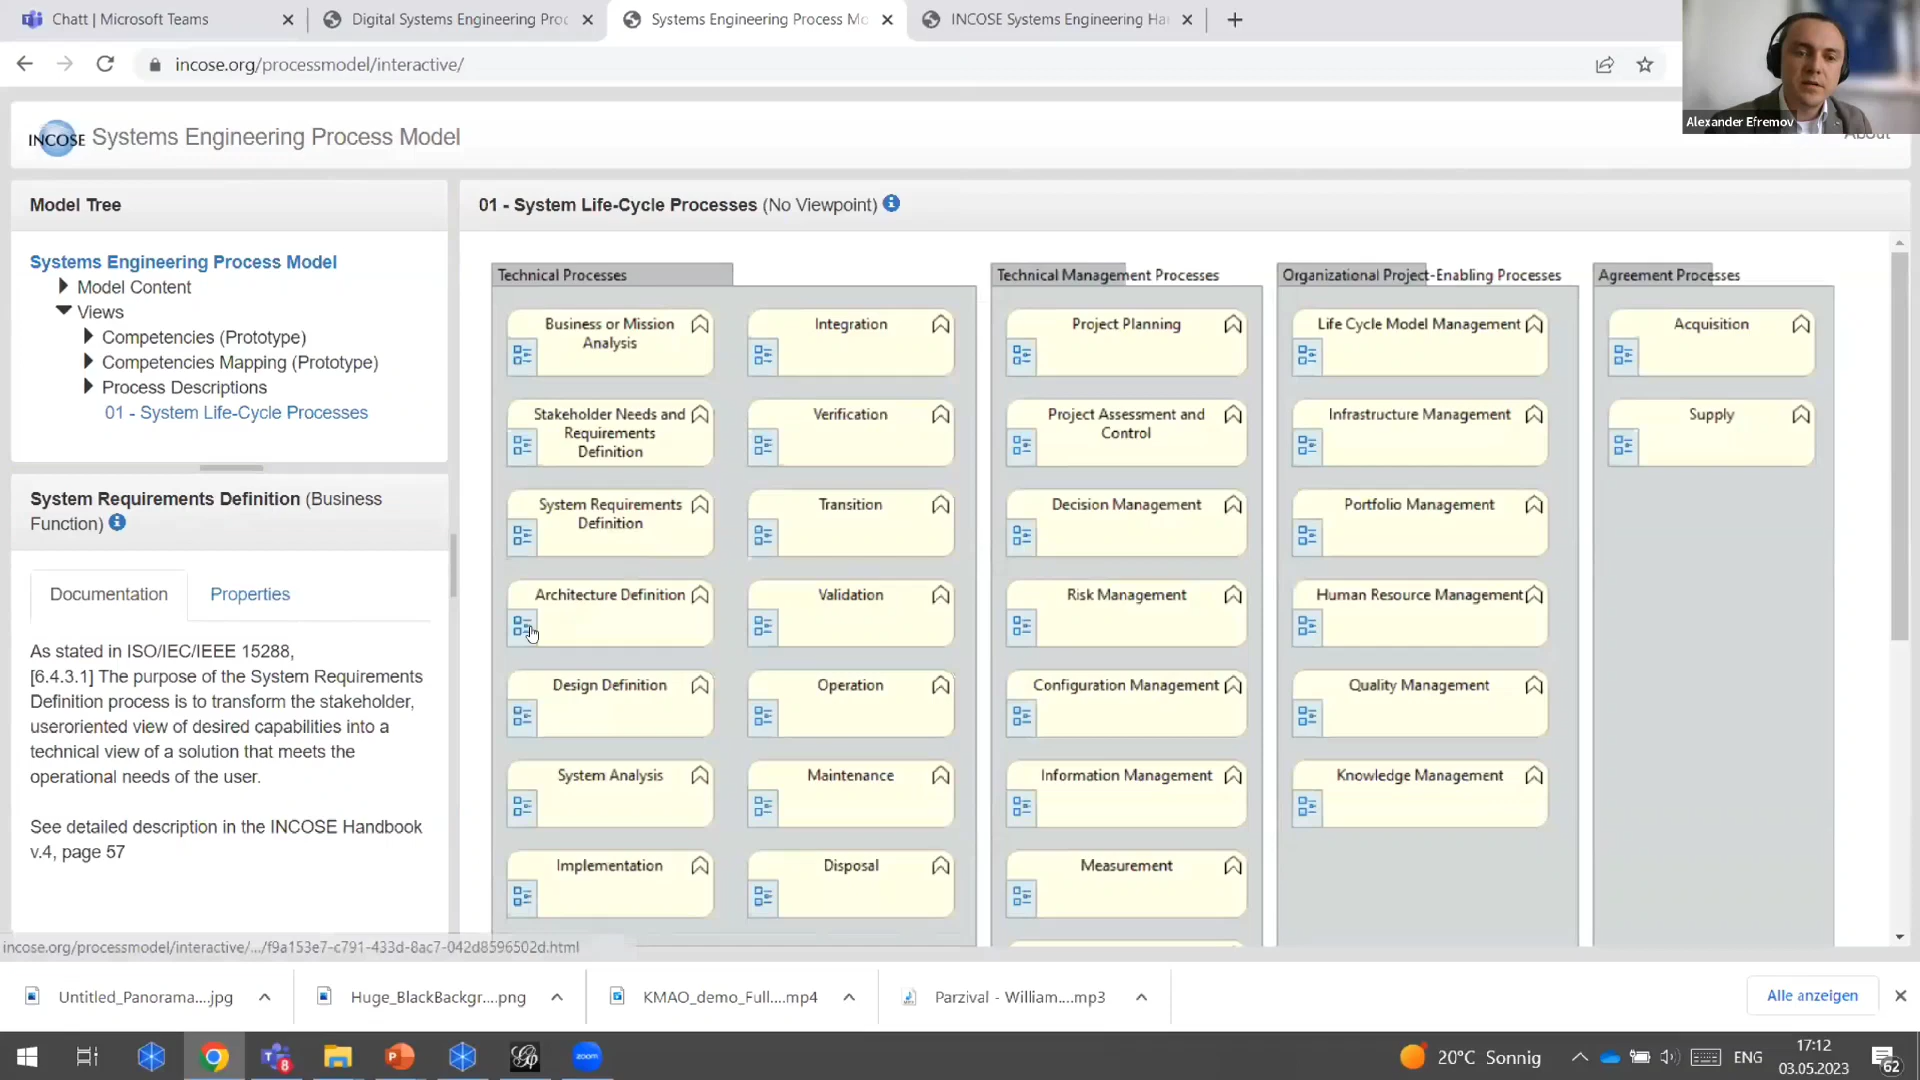 Chatt | Microsoft Teams
Digital Systems Engineering Proc
Systems Engineering Process Mo
INCOSE Systems Engineering Ha
incose.org/processmodel/interactive/
Alexander Efremov
INCOSE Systems Engineering Process Model
About
Model Tree
Systems Engineering Process Model
Model Content
Views
Competencies (Prototype)
Competencies Mapping (Prototype)
Process Descriptions
01 - System Life-Cycle Processes
System Requirements Definition (Business
Function)
Documentation
Properties
As stated in ISO/IEC/IEEE 15288,
[6.4.3.1] The purpose of the System Requirements
Definition process is to transform the stakeholder,
useroriented view of desired capabilities into a
technical view of a solution that meets the
operational needs of the user.
See detailed description in the INCOSE Handbook
v.4, page 57
01 - System Life-Cycle Processes (No Viewpoint)
Technical Processes
Business or Mission
Analysis
Stakeholder Needs and
Requirements
Definition
System Requirements
Definition
Architecture Definition
Design Definition
System Analysis
Implementation
Integration
Verification
Transition
Validation
Operation
Maintenance
Disposal
Technical Management Processes
Project Planning
Project Assessment and
Control
Decision Management
Risk Management
Configuration Management
Information Management
Measurement
Organizational Project-Enabling Processes
Life Cycle Model Management
Infrastructure Management
Portfolio Management
Human Resource Management
Quality Management
Knowledge Management
Agreement Processes
Acquisition
Supply
incose.org/processmodel/interactive/.../f9a153e7-c791-433d-8ac7-042d8596502d.html
Untitled_Panorama....jpg
Huge_BlackBackgr....png
KMAO_demo_Full....mp4
Parzival - William....mp3
Alle anzeigen
8
zoom
20°C Sonnig
ENG
17:12
03.05.2023
62